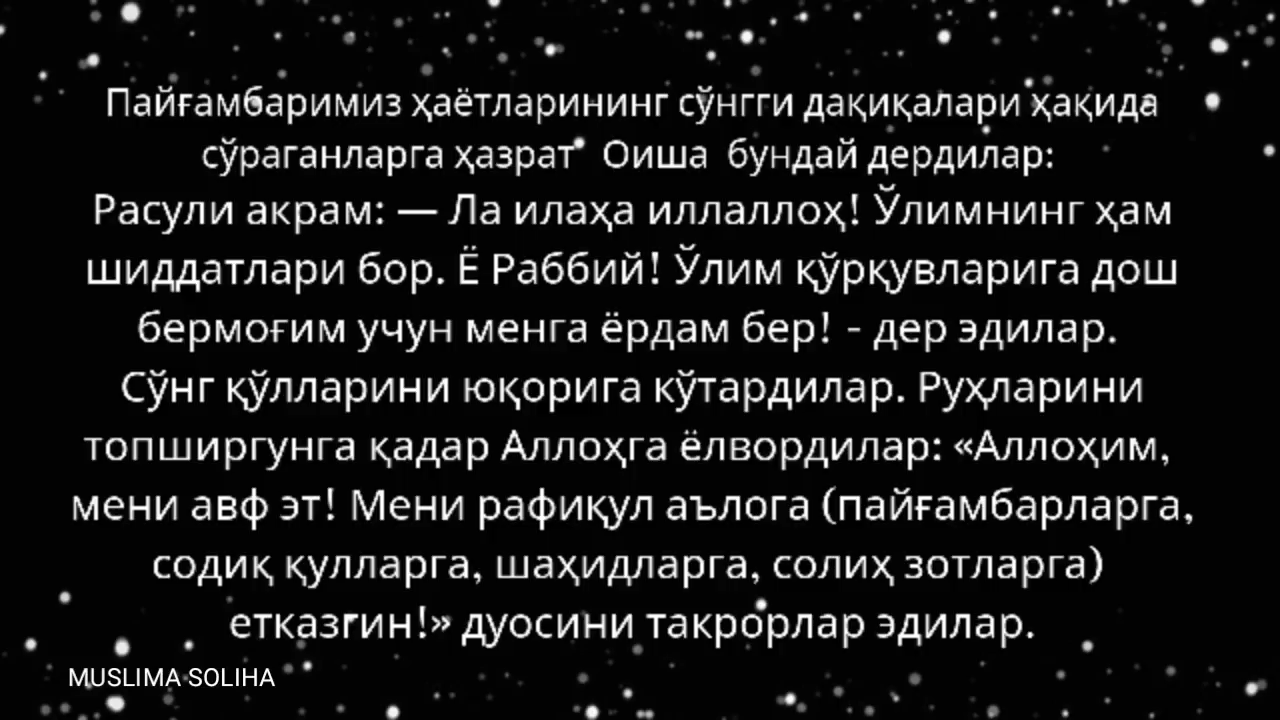 Пайғамбаримиз ҳаётларининг сўнгги дақиқалари ҳақида
сўраганларга ҳазрат Оиша бундай дердилар:
Расули акрам: — Ла илаҳа иллаллоҳ! Ўлимнинг ҳам
шиддатлари бор. Ё Раббий! Ўлим қўрқувларига дош
бермоғим учун менга ёрдам бер! - дер эдилар.
Сўнг қўлларини юқорига кўтардилар. Руҳларини
топширгунга қадар Аллоҳга ёлвордилар: «Аллоҳим,
мени авф эт! Мени рафиқул аълога (пайғамбарларга,
содиқ қулларга, шаҳидларга, солиҳ зотларга)
етказгин!» дуосини такрорлар эдилар.
MUSLIMA SOLIHA